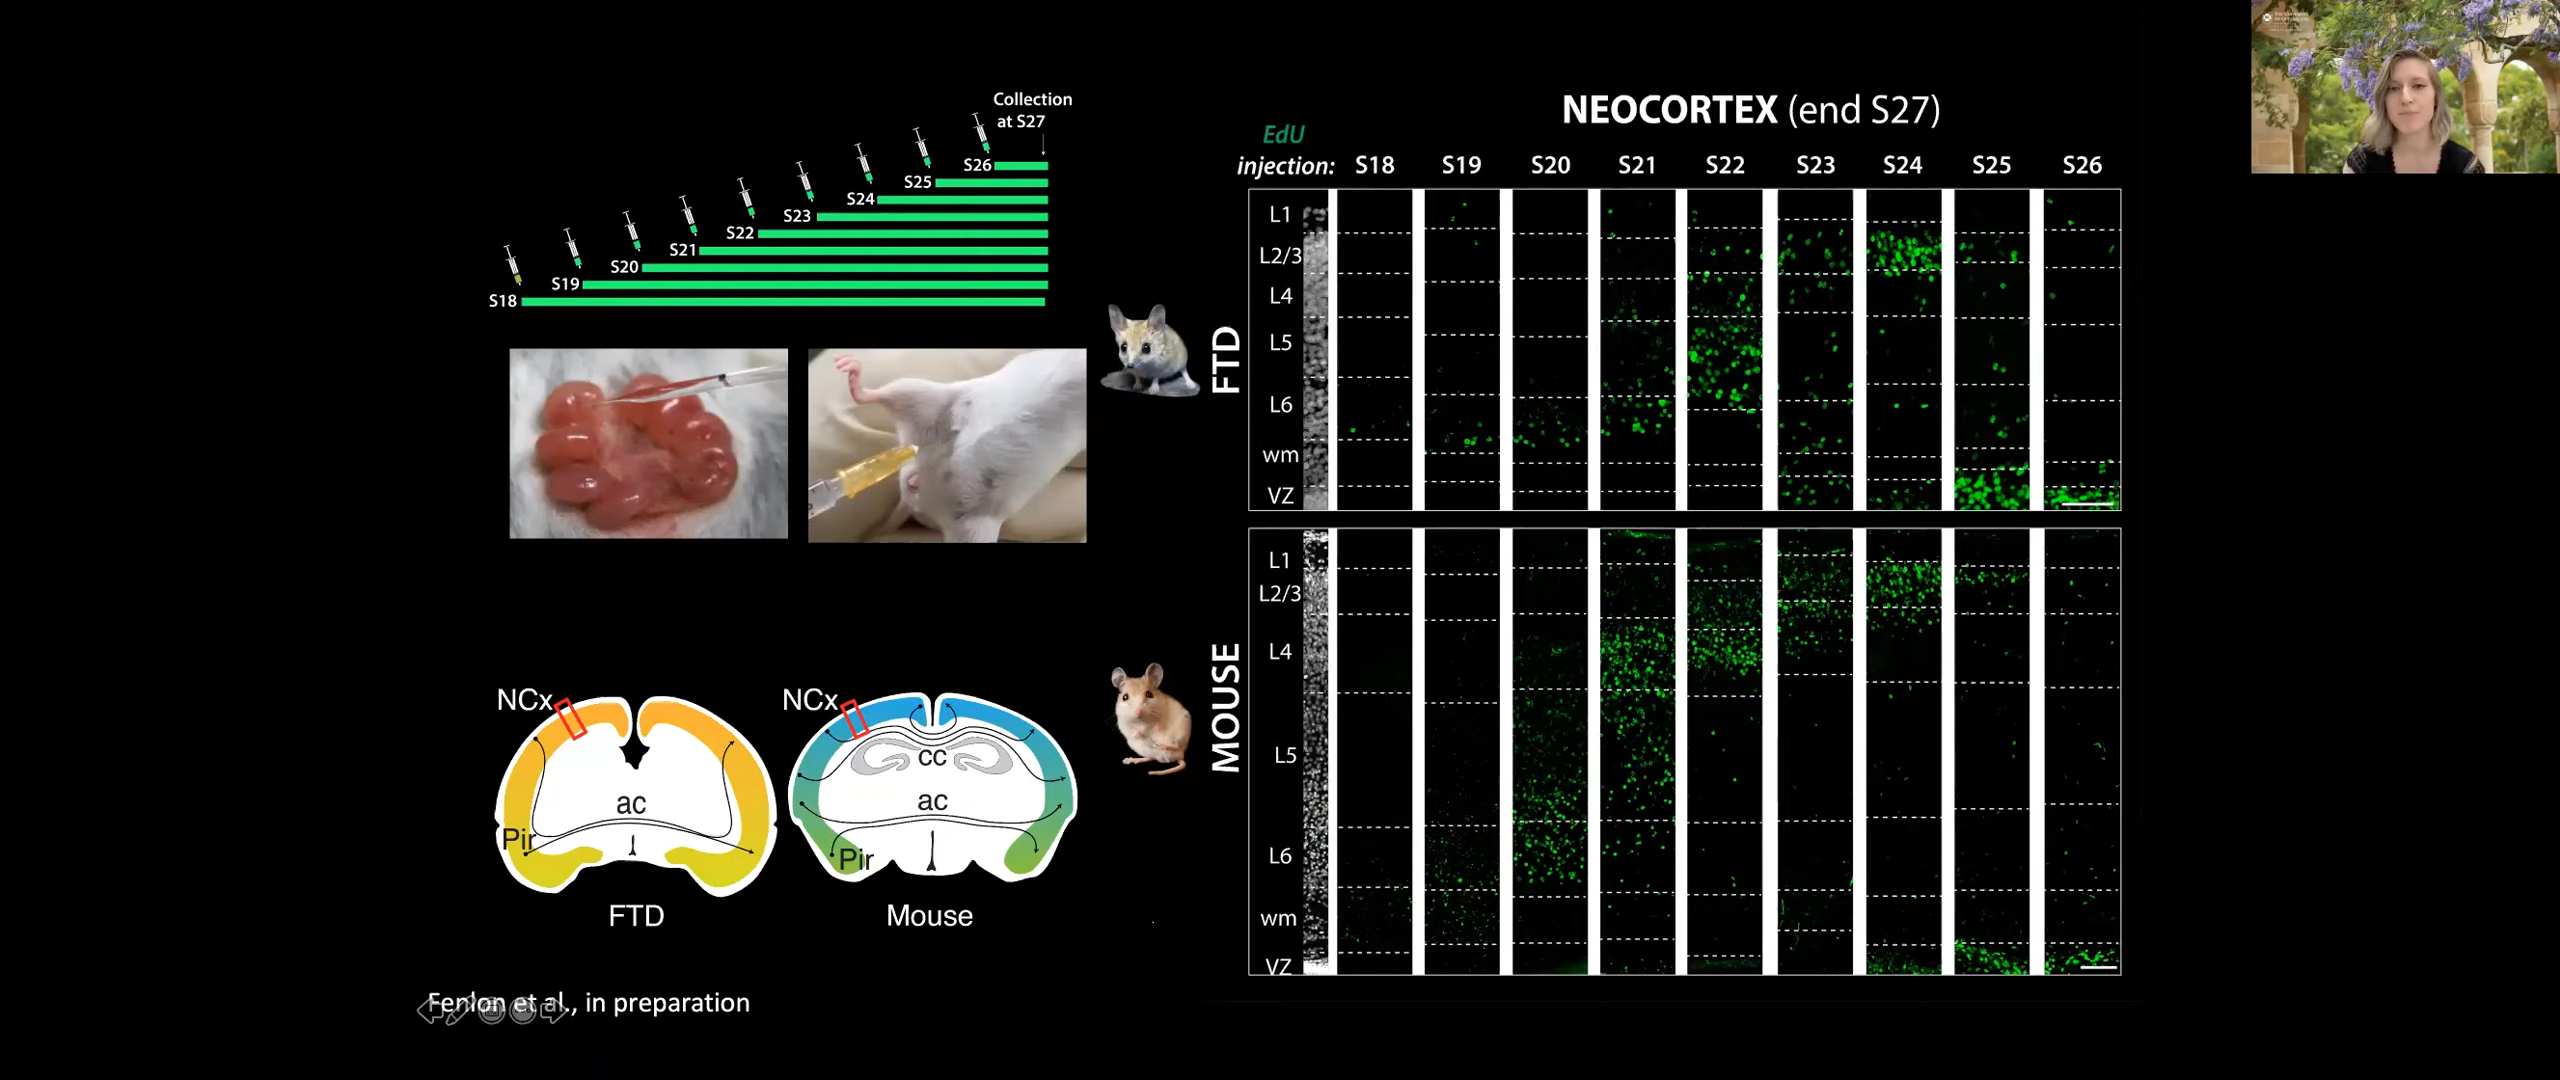 Collection
at S27
S26
S25
S24
S23
S22
S21
S20
S19
S18
NCx
ac
Pir
FTD
NCx
cc
ac
Pir
Mouse
Fenlon et al., in preparation
NEOCORTEX (end S27)
EdU
injection: S18 S19 S20 S21 S22 S23 S24 S25 S26
FTD
L1
L2/3
L4
L5
L6
wm
VZ
MOUSE
L1
L2/3
L4
L5
L6
wm
VZ